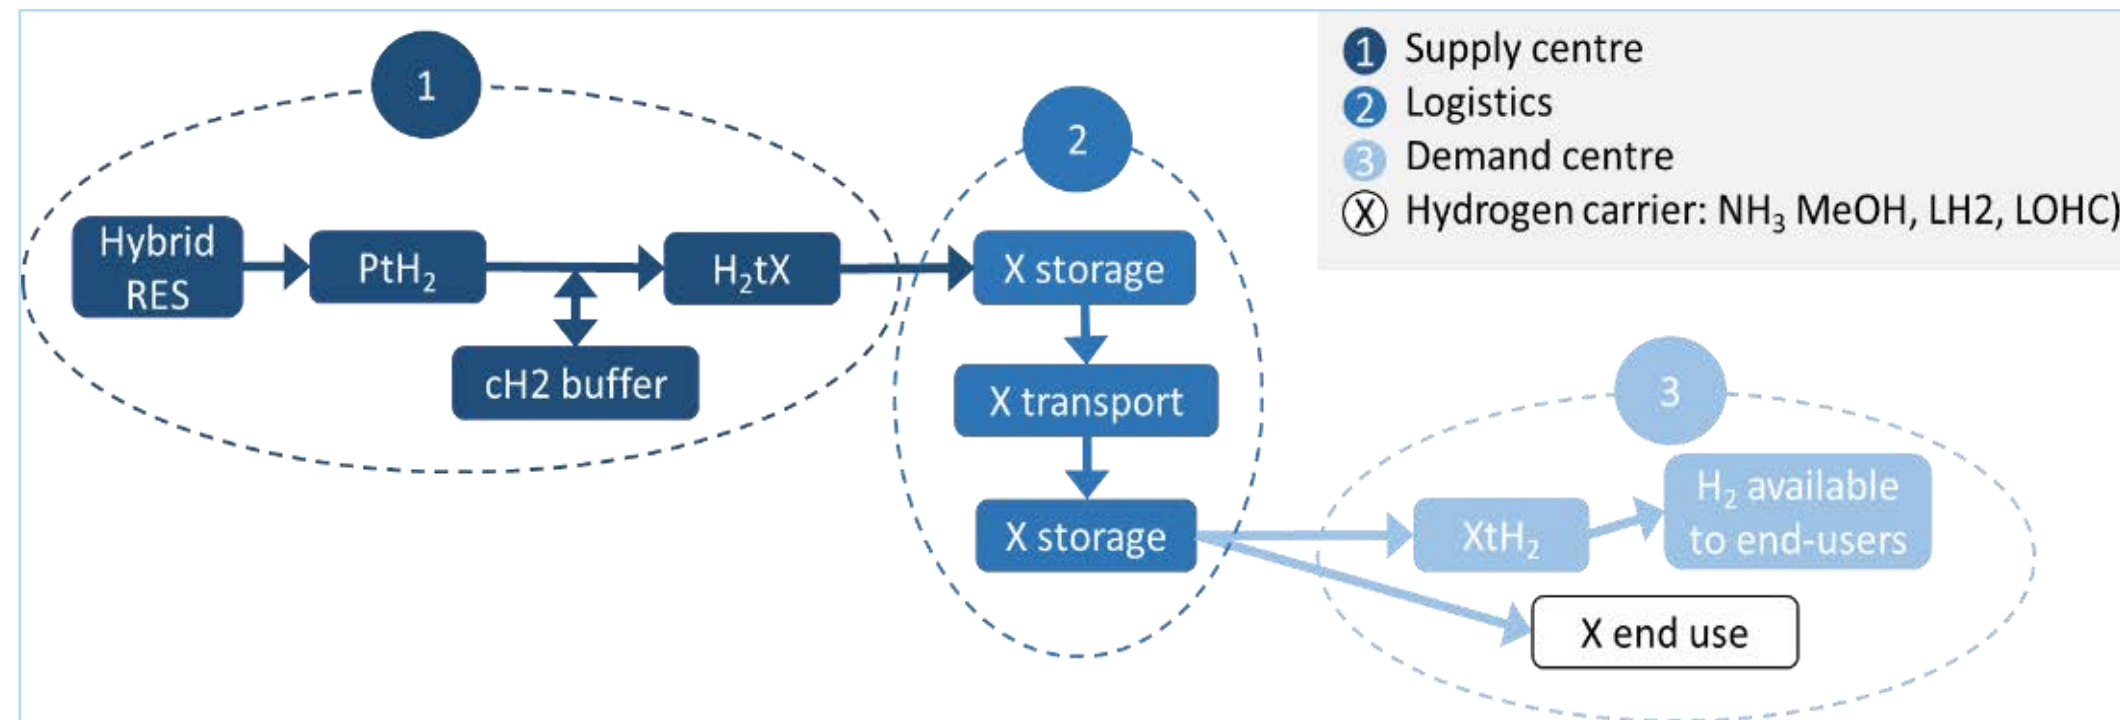 1
Hybrid
RES
PtH₂
H₂tX
cH2 buffer
2
X storage
X transport
X storage
3
XtH₂
H₂ available
to end-users
X end use
1 Supply centre
2 Logistics
3 Demand centre
X Hydrogen carrier: NH₃ MeOH, LH2, LOHC)